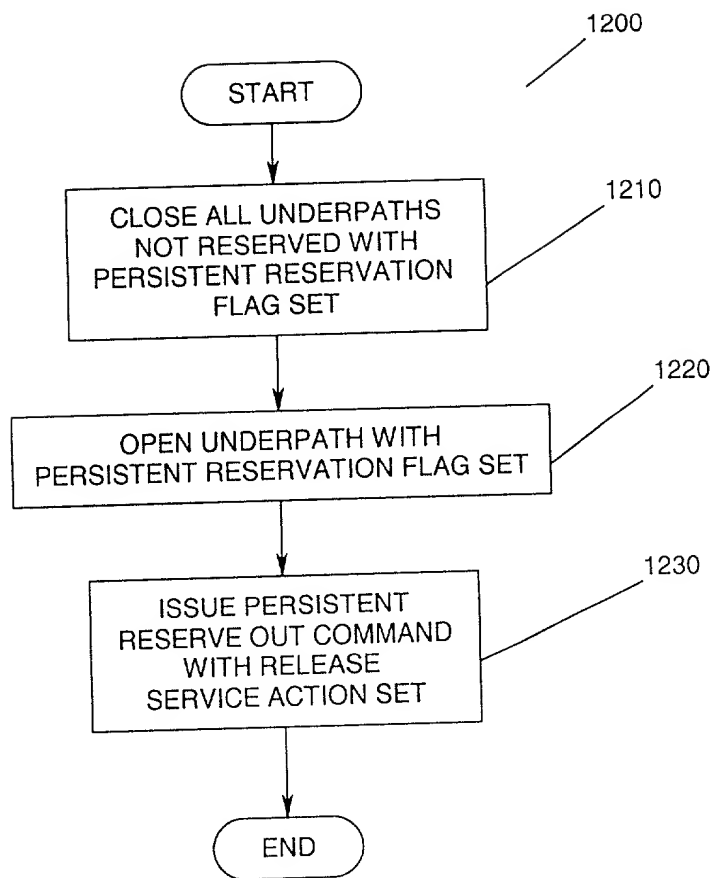 1200
START
1210
CLOSE ALL UNDERPATHS
NOT RESERVED WITH
PERSISTENT RESERVATION
FLAG SET
1220
OPEN UNDERPATH WITH
PERSISTENT RESERVATION FLAG SET
1230
ISSUE PERSISTENT
RESERVE OUT COMMAND
WITH RELEASE
SERVICE ACTION SET
END